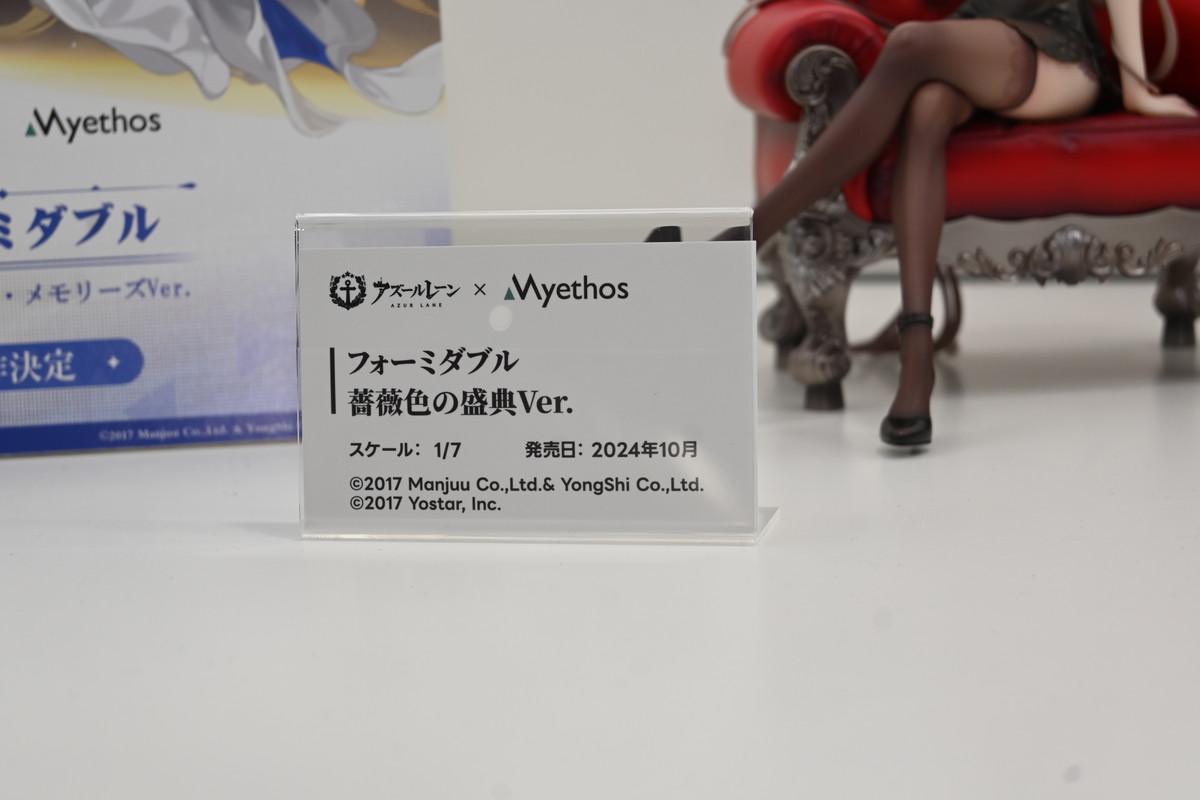 Myethos
ミダブル
・メモリーズVer.
作決定
©2017 Manjuu Co.,Ltd. & YongShi
アズールレーン × Myethos
AZUR LANE
フォーミダブル
薔薇色の盛典Ver.
スケール： 1/7 発売日： 2024年10月
©2017 Manjuu Co.,Ltd.& YongShi Co.,Ltd.
©2017 Yostar, Inc.